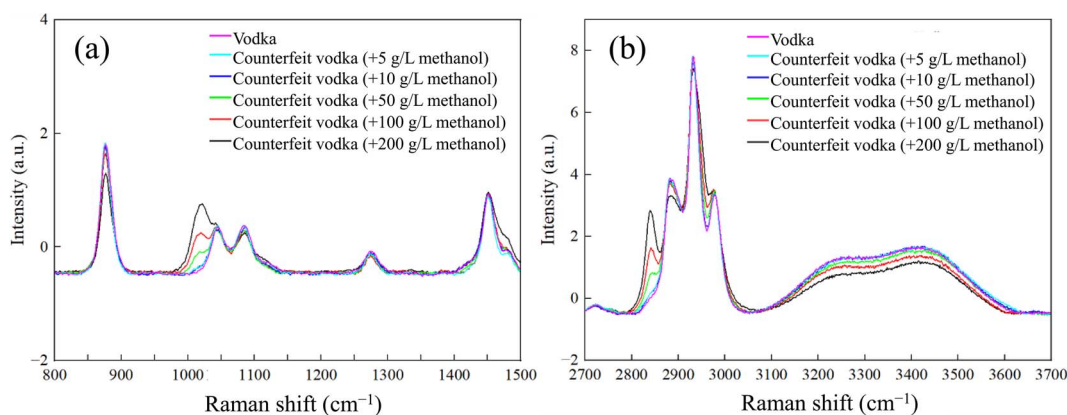 (a)
Vodka
Counterfeit vodka (+5 g/L methanol)
Counterfeit vodka (+10 g/L methanol)
Counterfeit vodka (+50 g/L methanol)
Counterfeit vodka (+100 g/L methanol)
Counterfeit vodka (+200 g/L methanol)
4
2
0
−2
Intensity (a.u.)
800 900 1000 1100 1200 1300 1400 1500
Raman shift (cm⁻¹)
(b)
Vodka
Counterfeit vodka (+5 g/L methanol)
Counterfeit vodka (+10 g/L methanol)
Counterfeit vodka (+50 g/L methanol)
Counterfeit vodka (+100 g/L methanol)
Counterfeit vodka (+200 g/L methanol)
8
6
4
2
0
−2
Intensity (a.u.)
2700 2800 2900 3000 3100 3200 3300 3400 3500 3600 3700
Raman shift (cm⁻¹)